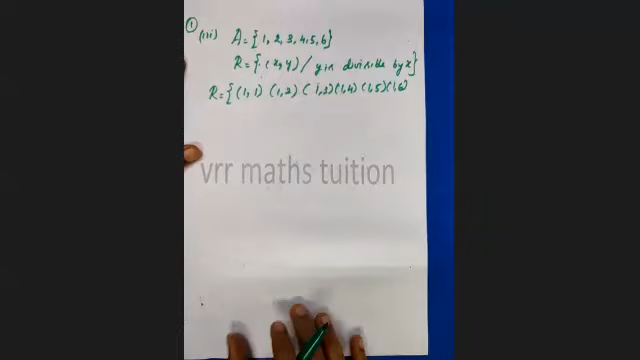 ①
(iii) A = {1, 2, 3, 4, 5, 6}
R = {(x, y) / y is divisible by x}
R = {(1, 1) (1, 2) (1, 3) (1, 4) (1, 5) (1, 6)
vrr maths tuition